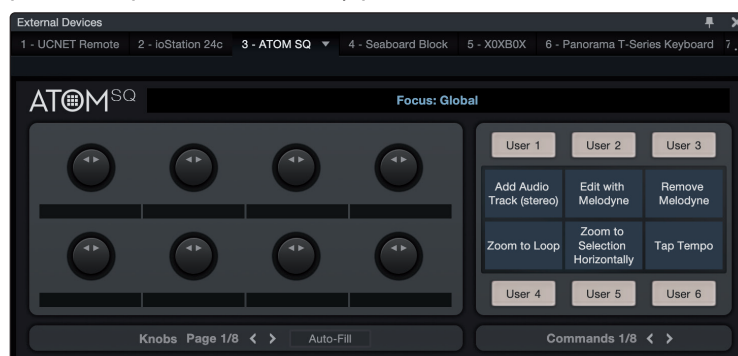 External Devices
1 - UCNET Remote 2 - ioStation 24c 3 - ATOM SQ 4 - Seaboard Block 5 - X0XB0X 6 - Panorama T-Series Keyboard 7
ATOM SQ
Focus: Global
User 1 User 2 User 3
Add Audio Track (stereo)
Edit with Melodyne
Remove Melodyne
Zoom to Loop
Zoom to Selection Horizontally
Tap Tempo
User 4 User 5 User 6
Knobs Page 1/8 Auto-Fill
Commands 1/8